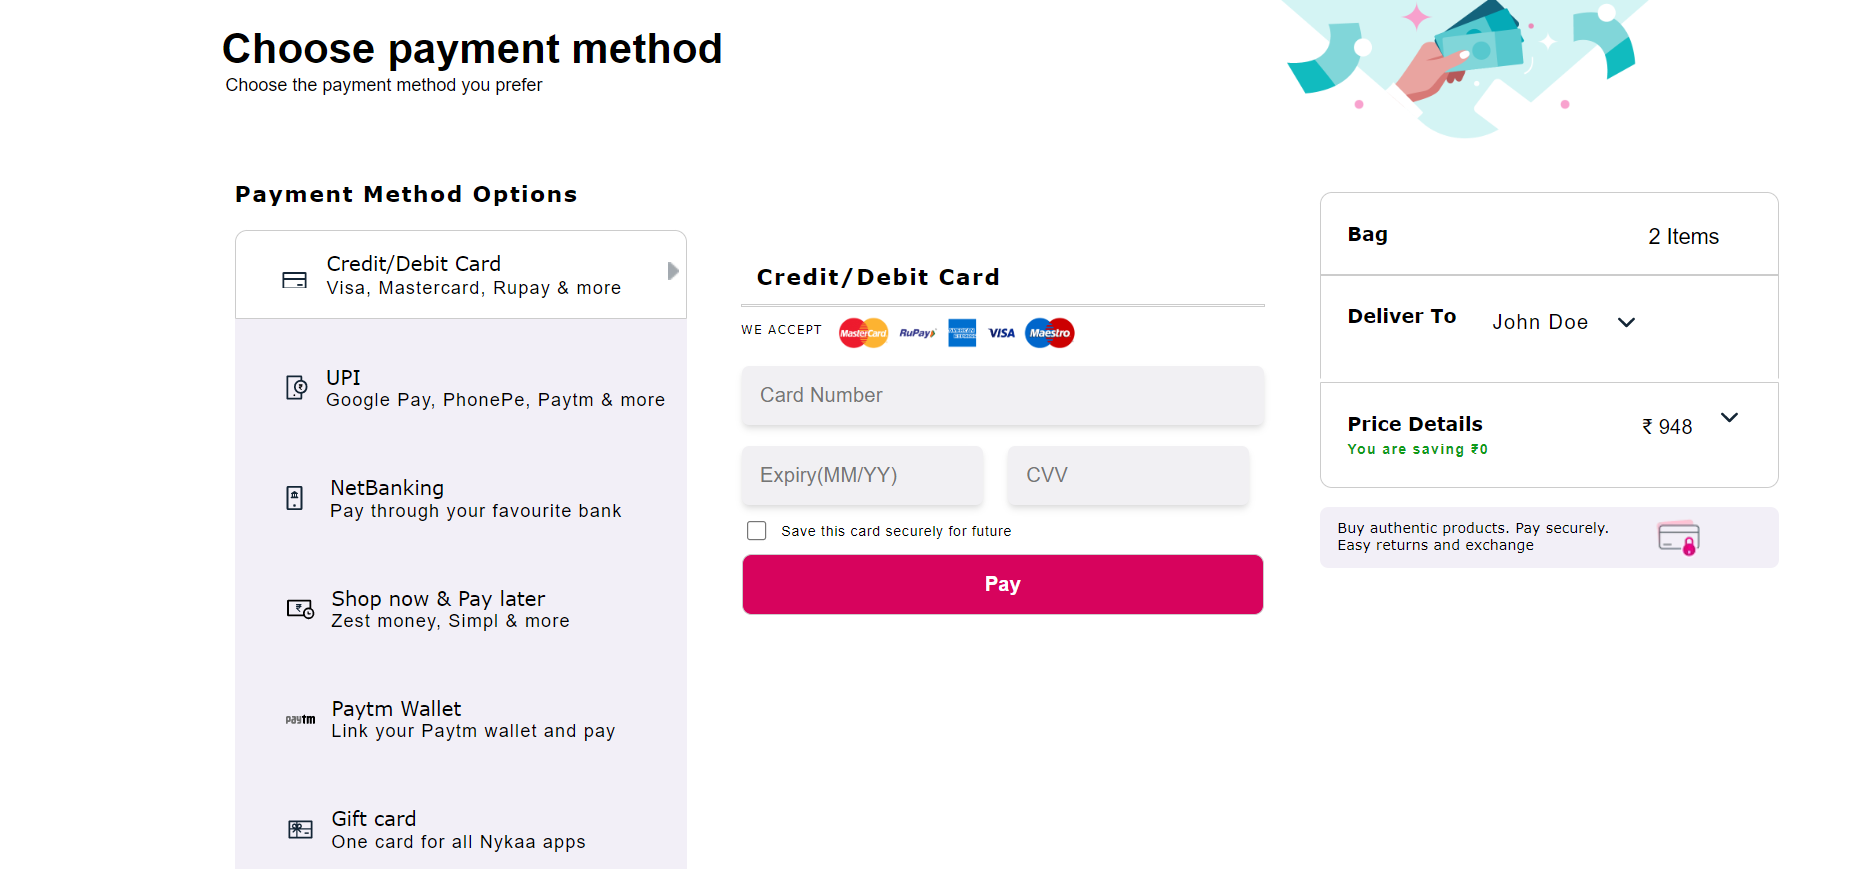 Choose payment method
Choose the payment method you prefer
Payment Method Options
Credit/Debit Card
Visa, Mastercard, Rupay & more
UPI
Google Pay, PhonePe, Paytm & more
NetBanking
Pay through your favourite bank
Shop now & Pay later
Zest money, Simpl & more
paytm
Paytm Wallet
Link your Paytm wallet and pay
Gift card
One card for all Nykaa apps
Credit/Debit Card
WE ACCEPT MasterCard RuPay VISA Maestro
Card Number
Expiry(MM/YY) CVV
Save this card securely for future
Pay
Bag 2 Items
Deliver To John Doe
Price Details ₹ 948
You are saving ₹0
Buy authentic products. Pay securely.
Easy returns and exchange